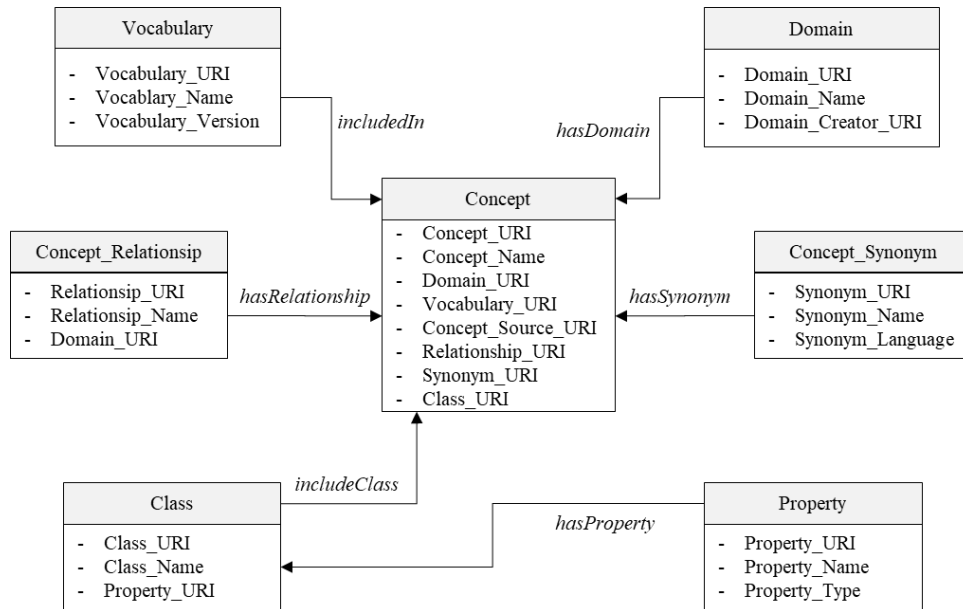 Vocabulary
- Vocabulary_URI
- Vocablary_Name
- Vocabulary_Version
Domain
- Domain_URI
- Domain_Name
- Domain_Creator_URI
includedIn
hasDomain
Concept
- Concept_URI
- Concept_Name
- Domain_URI
- Vocabulary_URI
- Concept_Source_URI
- Relationship_URI
- Synonym_URI
- Class_URI
Concept_Relationsip
- Relationsip_URI
- Relationsip_Name
- Domain_URI
hasRelationship
hasSynonym
Concept_Synonym
- Synonym_URI
- Synonym_Name
- Synonym_Language
includeClass
Class
- Class_URI
- Class_Name
- Property_URI
hasProperty
Property
- Property_URI
- Property_Name
- Property_Type